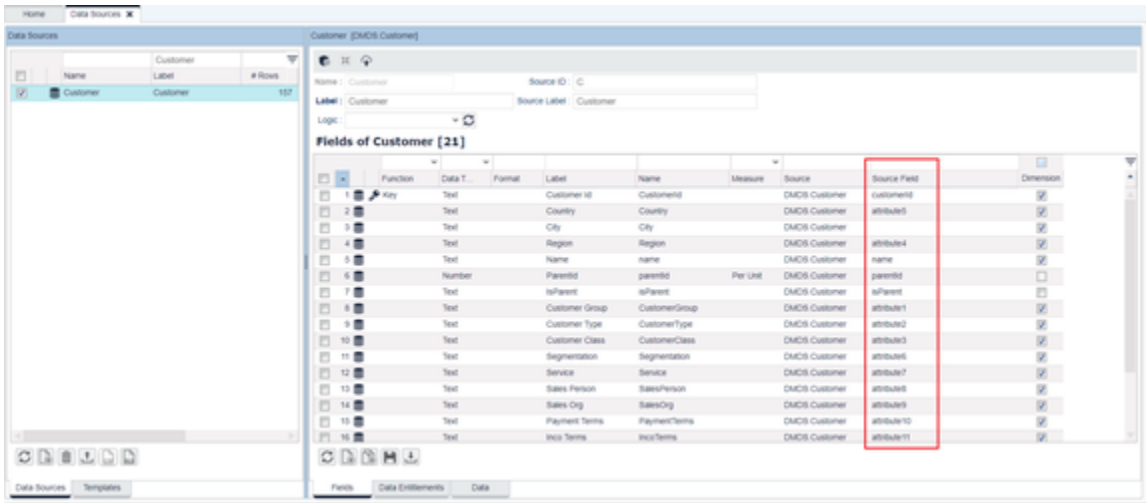 Home Data Sources
Data Sources
Customer
Name Label # Rows
Customer Customer 157
Data Sources Templates
Customer [DMDS.Customer]
Name : Customer Source ID : C
Label : Customer Source Label : Customer
Logic :
Fields of Customer [21]
Function Data T... Format Label Name Measure Source Source Field Dimension
1 Key Text Customer Id CustomerId DMDS.Customer customerId
2 Text Country Country DMDS.Customer attribute5
3 Text City City DMDS.Customer
4 Text Region Region DMDS.Customer attribute4
5 Text Name name DMDS.Customer name
6 Number ParentId parentId Per Unit DMDS.Customer parentId
7 Text IsParent isParent DMDS.Customer isParent
8 Text Customer Group CustomerGroup DMDS.Customer attribute1
9 Text Customer Type CustomerType DMDS.Customer attribute2
10 Text Customer Class CustomerClass DMDS.Customer attribute3
11 Text Segmentation Segmentation DMDS.Customer attribute6
12 Text Service Service DMDS.Customer attribute7
13 Text Sales Person SalesPerson DMDS.Customer attribute8
14 Text Sales Org SalesOrg DMDS.Customer attribute9
15 Text Payment Terms PaymentTerms DMDS.Customer attribute10
16 Text Inco Terms IncoTerms DMDS.Customer attribute11
Fields Data Entitlements Data